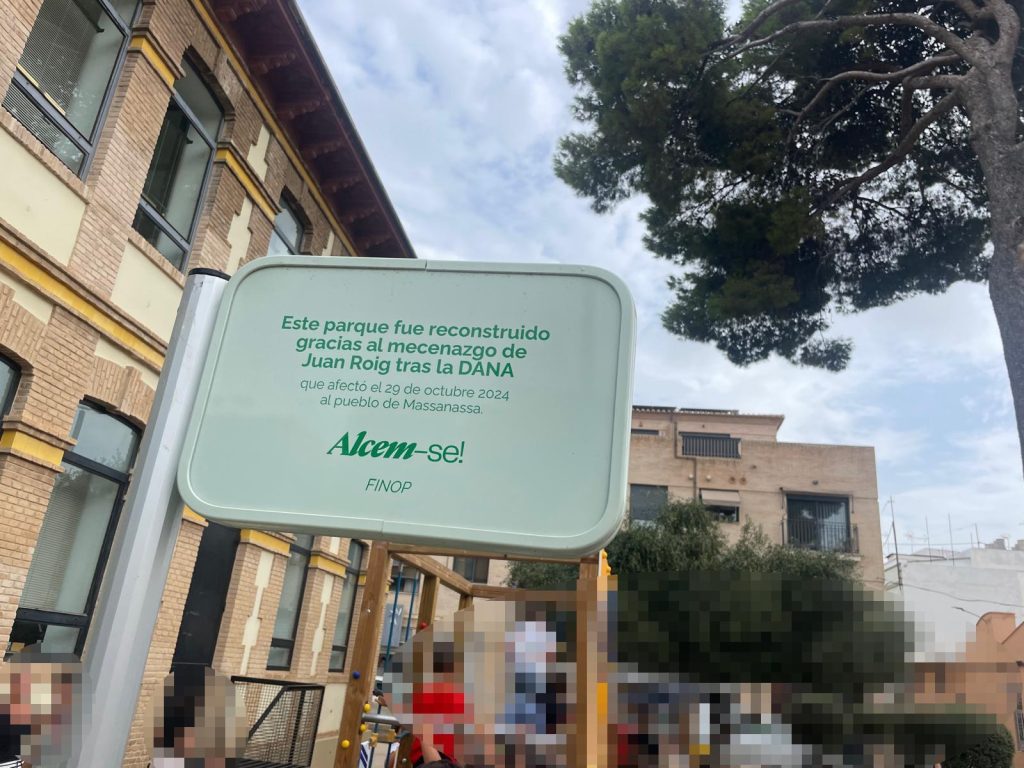 Este parque fue reconstruido
gracias al mecenazgo de
Juan Roig tras la DANA
que afectó el 29 de octubre 2024
al pueblo de Massanassa.
Alcem-se!
FINOP